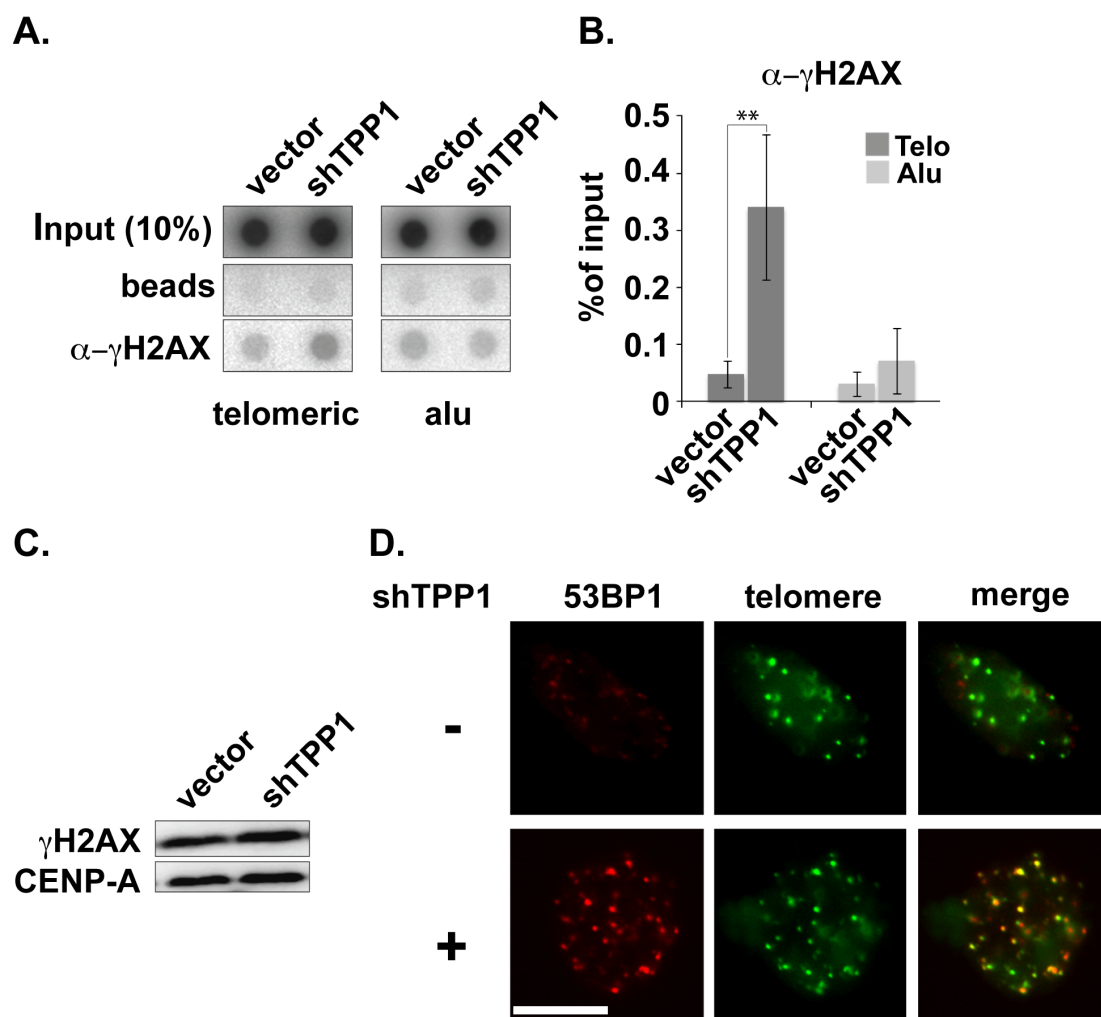 A.
vector shTPP1 vector shTPP1
Input (10%)
beads
α–γH2AX
telomeric alu
B.
α–γH2AX
0.5
0.4
0.3
0.2
0.1
0
%of input
**
Telo
Alu
vector shTPP1 vector shTPP1
C.
vector shTPP1
γH2AX
CENP-A
D.
shTPP1 53BP1 telomere merge
-
+